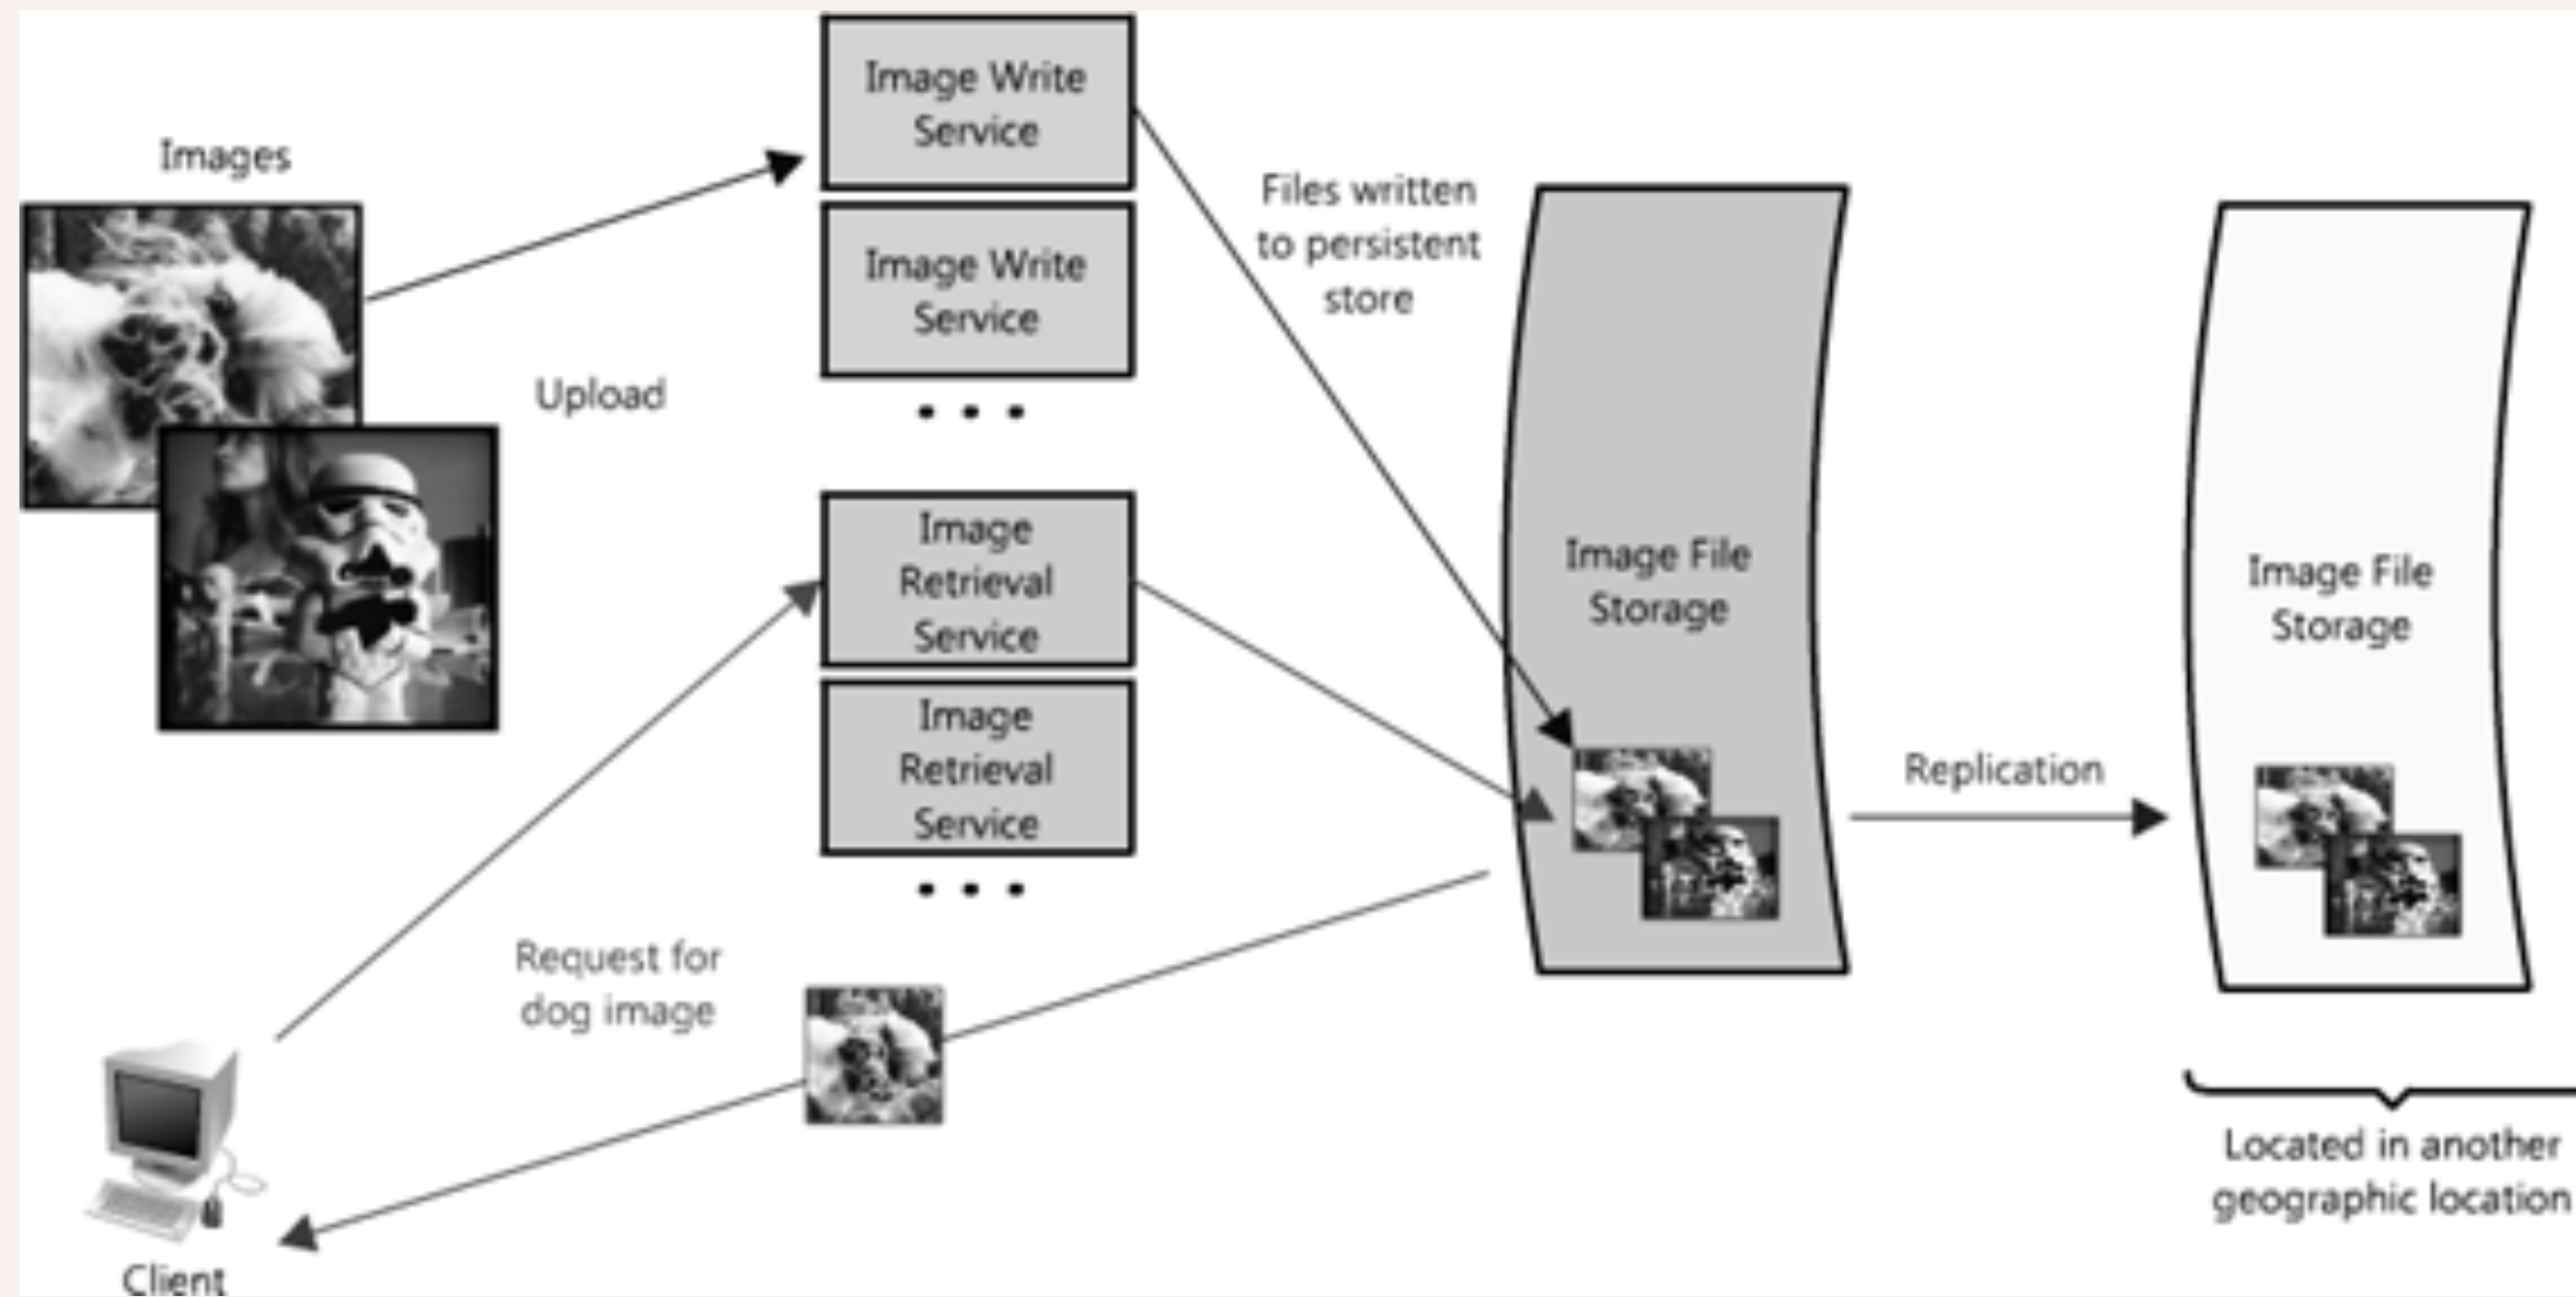 Images
Upload
Image Write
Service
Image Write
Service
. . .
Image
Retrieval
Service
Image
Retrieval
Service
. . .
Request for
dog image
Client
Files written
to persistent
store
Image File
Storage
Replication
Image File
Storage
Located in another
geographic location